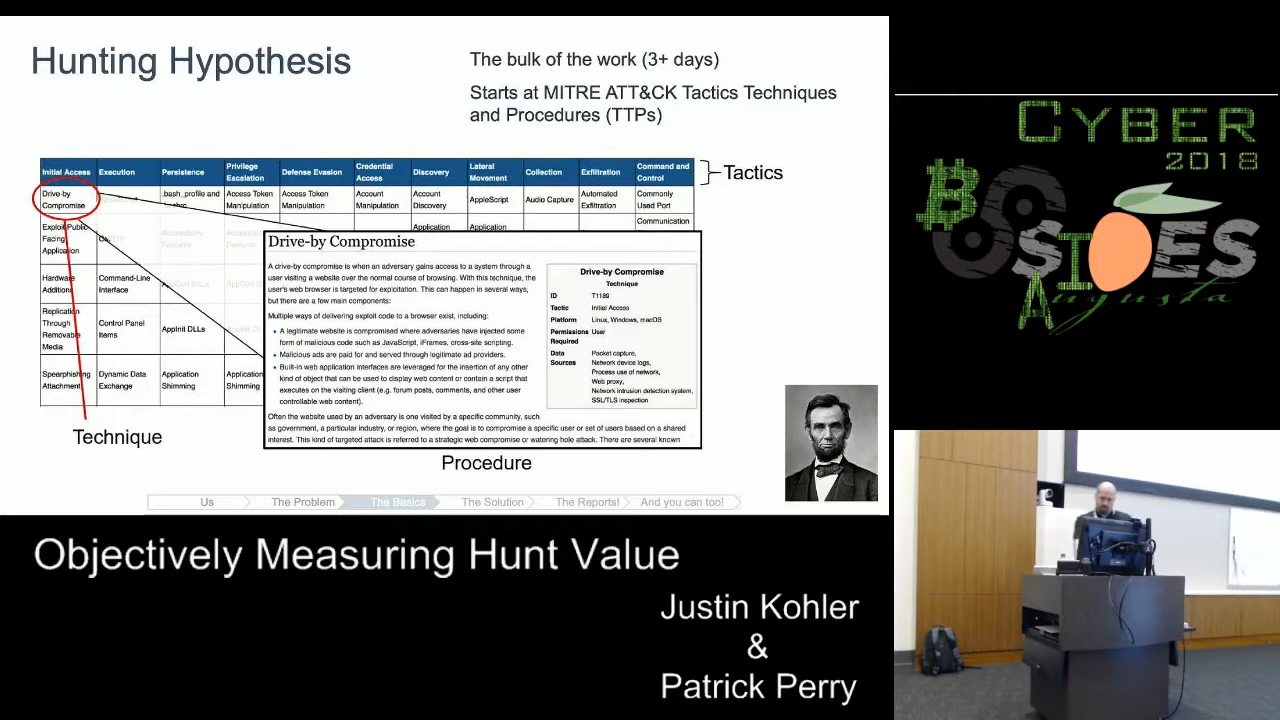 Hunting Hypothesis
The bulk of the work (3+ days)
Starts at MITRE ATT&CK Tactics Techniques
and Procedures (TTPs)
Initial Access
Execution
Persistence
Privilege
Escalation
Defense Evasion
Credential
Access
Discovery
Lateral
Movement
Collection
Exfiltration
Command and
Control
Tactics
Drive-by
Compromise
.bash_profile and
Access Token
Manipulation
Access Token
Manipulation
Account
Manipulation
Account
Discovery
AppleScript
Audio Capture
Automated
Exfiltration
Commonly
Used Port
Exploit Public
Facing
Application
Accessibility
Features
Accessibility
Features
Application
Application
Communication
Hardware
Additions
Command-Line
Interface
AppCert DLLs
AppCert D
Replication
Through
Removable
Media
Control Panel
Items
AppInit DLLs
AppInit DL
Spearphishing
Attachment
Dynamic Data
Exchange
Application
Shimming
Application
Shimming
Drive-by Compromise
A drive-by compromise is when an adversary gains access to a system through a
user visiting a website over the normal course of browsing. With this technique, the
user's web browser is targeted for exploitation. This can happen in several ways,
but there are a few main components:
Multiple ways of delivering exploit code to a browser exist, including:
• A legitimate website is compromised where adversaries have injected some
form of malicious code such as JavaScript, iFrames, cross-site scripting.
• Malicious ads are paid for and served through legitimate ad providers.
• Built-in web application interfaces are leveraged for the insertion of any other
kind of object that can be used to display web content or contain a script that
executes on the visiting client (e.g. forum posts, comments, and other user
controllable web content).
Often the website used by an adversary is one visited by a specific community, such
as government, a particular industry, or region, where the goal is to compromise a specific user or set of users based on a shared
interest. This kind of targeted attack is referred to a strategic web compromise or watering hole attack. There are several known
Drive-by Compromise
Technique
ID T1189
Tactic Initial Access
Platform Linux, Windows, macOS
Permissions User
Required
Data Packet capture,
Sources Network device logs,
Process use of network,
Web proxy,
Network intrusion detection system,
SSL/TLS inspection
Technique
Procedure
Us
The Problem
The Basics
The Solution
The Reports!
And you can too!
Objectively Measuring Hunt Value
Justin Kohler
&
Patrick Perry
CYBER
2018
BSIDES
Augusta